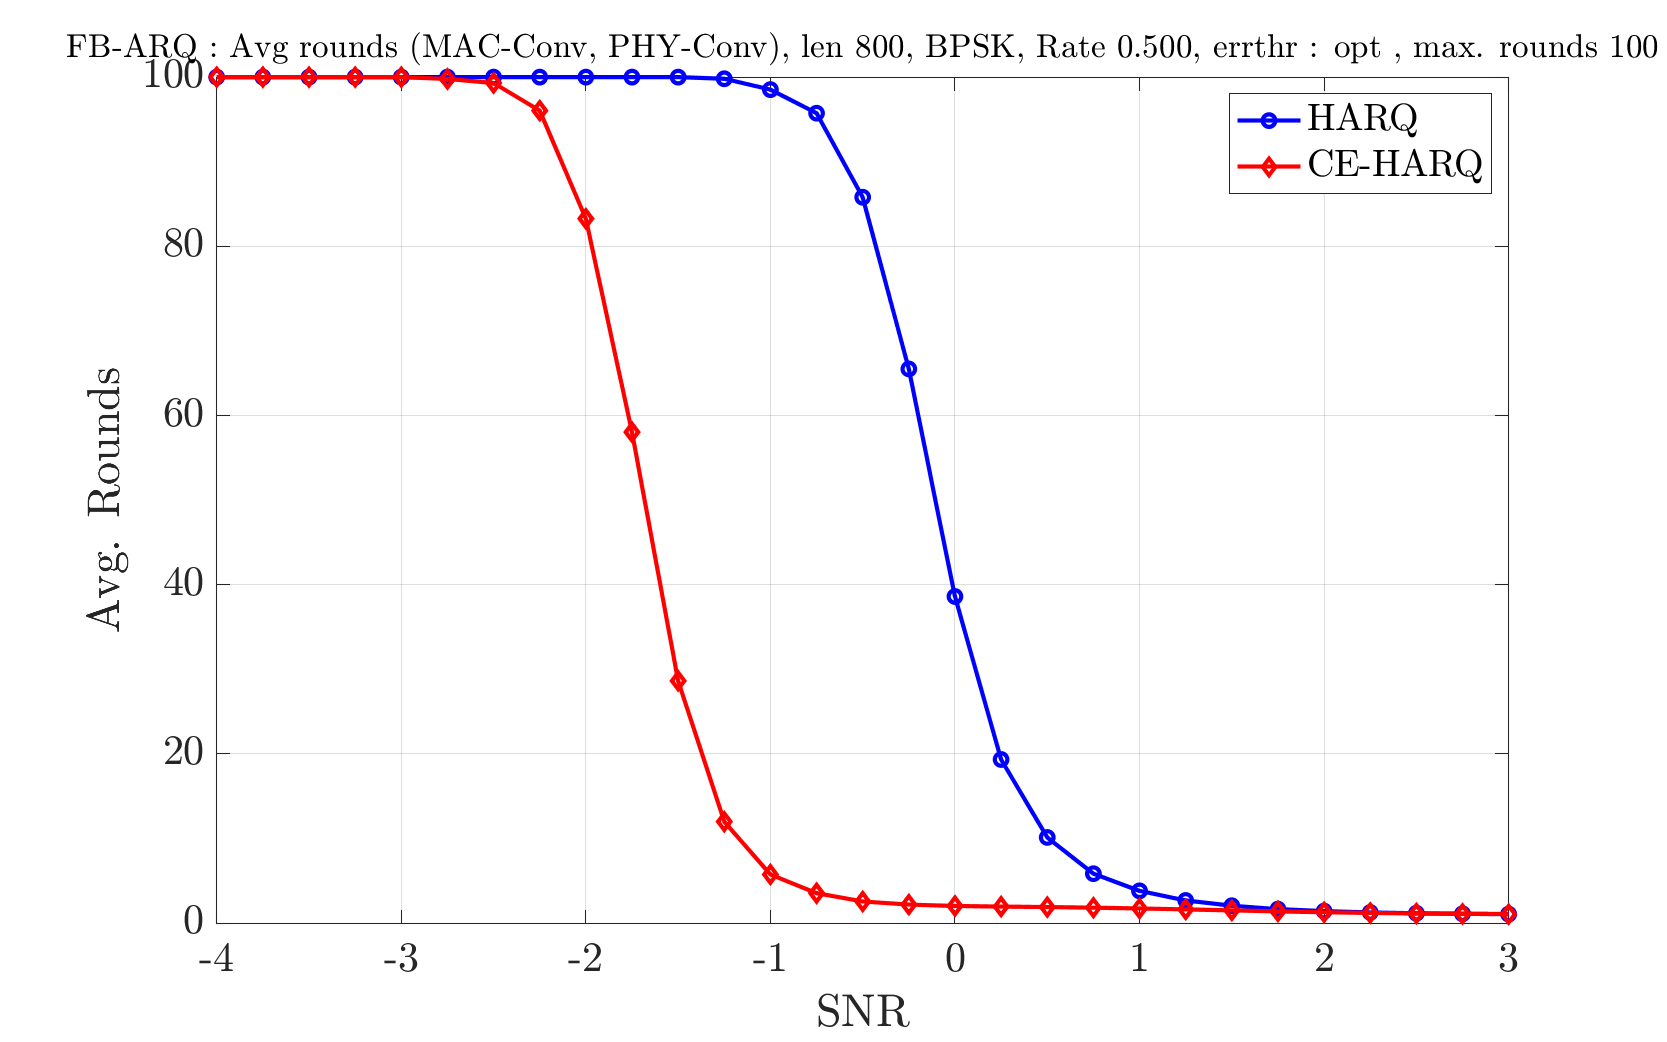 FB-ARQ : Avg rounds (MAC-Conv, PHY-Conv), len 800, BPSK, Rate 0.500, errthr : opt , max. rounds 100
HARQ
CE-HARQ
100
80
60
40
20
0
Avg. Rounds
-4 -3 -2 -1 0 1 2 3
SNR